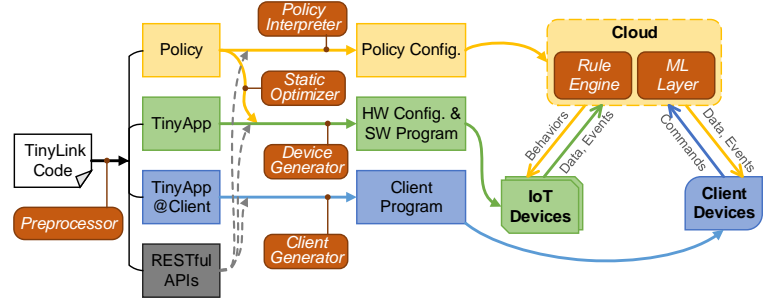 Policy
Interpreter
Cloud
Policy
Policy Config.
Rule
Engine
ML
Layer
Static
Optimizer
TinyApp
HW Config. &
SW Program
Behaviors
Data, Events
Commands
Data, Events
TinyLink
Code
Device
Generator
TinyApp
@Client
Client
Program
IoT
Devices
Client
Devices
Preprocessor
RESTful
APIs
Client
Generator